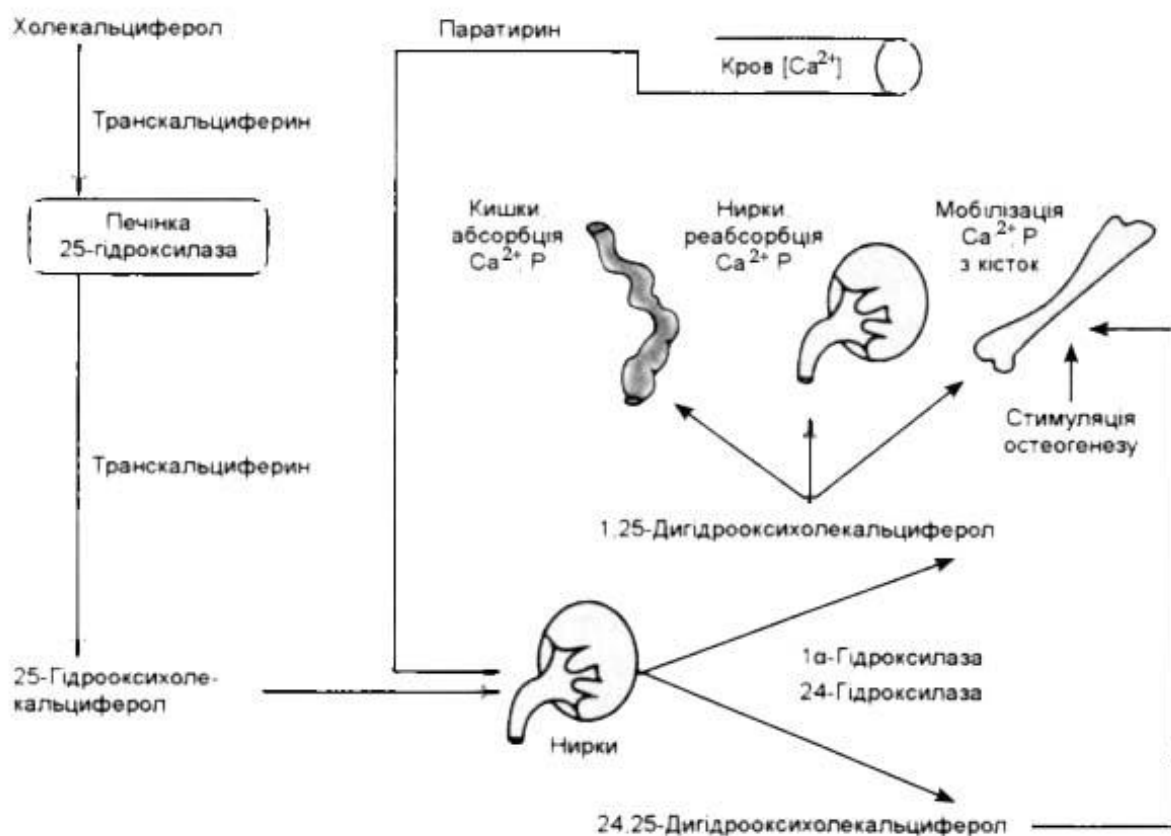 Холекальциферол
Паратирин
Кров [Ca2+]
Транскальциферин
Печінка
25-гідроксилаза
Кишки
абсорбція
Ca2+ P
Нирки
реабсорбція
Ca2+ P
Мобілізація
Ca2+ P
з кісток
Стимуляція
остеогенезу
Транскальциферин
1,25-Дигідрооксихолекальциферол
25-Гідрооксихоле-
кальциферол
1α-Гідроксилаза
24-Гідроксилаза
Нирки
24,25-Дигідрооксихолекальциферол